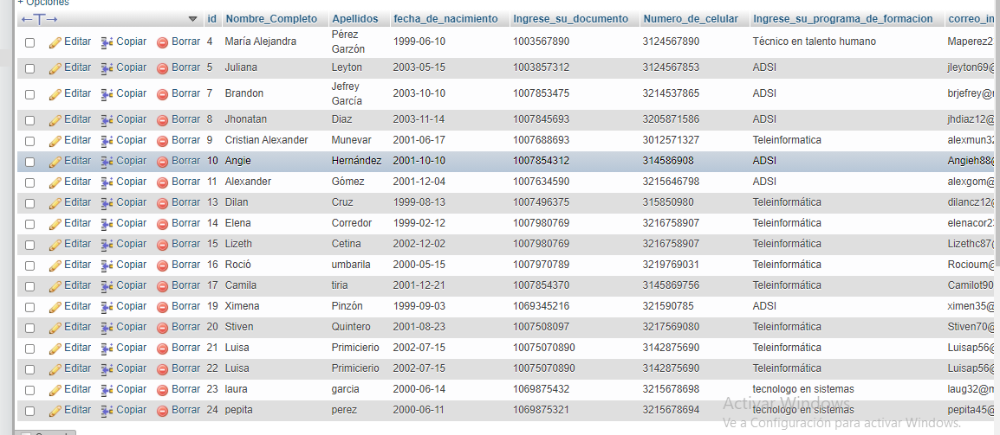 + Opciones
←T→ id Nombre_Completo Apellidos fecha_de_nacimiento Ingrese_su_documento Numero_de_celular Ingrese_su_programa_de_formacion correo_in
Editar Copiar Borrar 4 María Alejandra Pérez Garzón 1999-06-10 1003567890 3124567890 Técnico en talento humano Maperez2
Editar Copiar Borrar 5 Juliana Leyton 2003-05-15 1003857312 3124567853 ADSI jleyton69@
Editar Copiar Borrar 7 Brandon Jefrey García 2003-10-10 1007853475 3214537865 ADSI brjefrey@
Editar Copiar Borrar 8 Jhonatan Diaz 2003-11-14 1007845693 3205871586 ADSI jhdiaz12@
Editar Copiar Borrar 9 Cristian Alexander Munevar 2001-06-17 1007688693 3012571327 Teleinformatica alexmun32
Editar Copiar Borrar 10 Angie Hernández 2001-10-10 1007854312 314586908 ADSI Angieh88@
Editar Copiar Borrar 11 Alexander Gómez 2001-12-04 1007634590 3215646798 ADSI alexgom@
Editar Copiar Borrar 13 Dilan Cruz 1999-08-13 1007496375 315850980 Teleinformática dilancz12@
Editar Copiar Borrar 14 Elena Corredor 1999-02-12 1007980769 3216758907 Teleinformática elenacor2
Editar Copiar Borrar 15 Lizeth Cetina 2002-12-02 1007980769 3216758907 Teleinformática Lizethc87@
Editar Copiar Borrar 16 Roció umbarila 2000-05-15 1007970789 3219769031 Teleinformática Rocioum@
Editar Copiar Borrar 17 Camila tiria 2001-12-21 1007854370 3145869756 Teleinformática Camilot90
Editar Copiar Borrar 19 Ximena Pinzón 1999-09-03 1069345216 321590785 ADSI ximen35@
Editar Copiar Borrar 20 Stiven Quintero 2001-08-23 1007508097 3217569080 Teleinformática Stiven70@
Editar Copiar Borrar 21 Luisa Primicierio 2002-07-15 10075070890 3142875690 Teleinformática Luisap56@
Editar Copiar Borrar 22 Luisa Primicierio 2002-07-15 10075070890 3142875690 Teleinformática Luisap56@
Editar Copiar Borrar 23 laura garcia 2000-06-14 1069875432 3215678698 tecnologo en sistemas laug32@
Editar Copiar Borrar 24 pepita perez 2000-06-11 1069875321 3215678694 tecnologo en sistemas pepita45@
Activar Windows
Ve a Configuración para activar Windows.